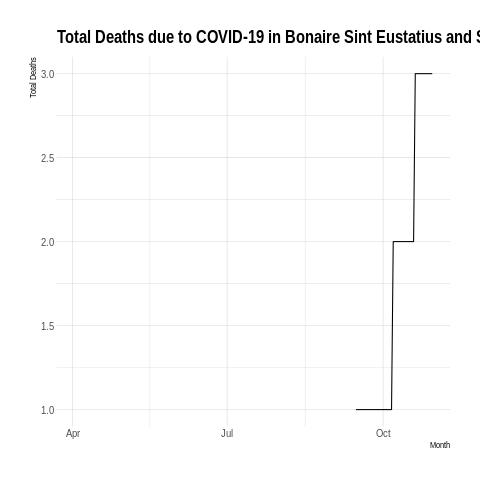 Total Deaths due to COVID-19 in Bonaire Sint Eustatius and S
Total Deaths
3.0
2.5
2.0
1.5
1.0
Apr Jul Oct
Month